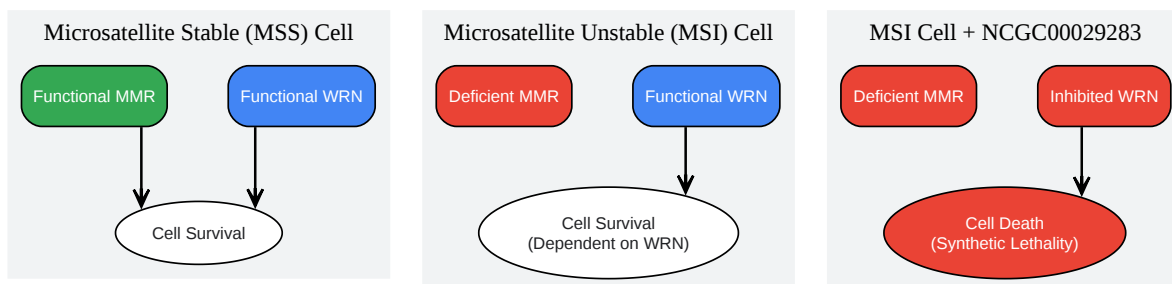 Microsatellite Stable (MSS) Cell
Functional MMR
Functional WRN
Cell Survival
Microsatellite Unstable (MSI) Cell
Deficient MMR
Functional WRN
Cell Survival
(Dependent on WRN)
MSI Cell + NCGC00029283
Deficient MMR
Inhibited WRN
Cell Death
(Synthetic Lethality)